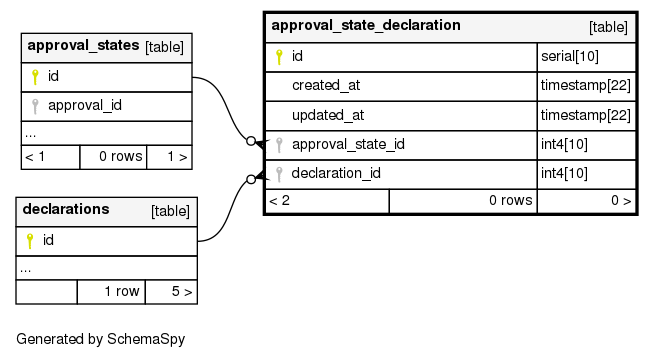 approval_states [table]
id
approval_id
...
< 1 0 rows 1 >
declarations [table]
id
...
1 row 5 >
approval_state_declaration [table]
id serial[10]
created_at timestamp[22]
updated_at timestamp[22]
approval_state_id int4[10]
declaration_id int4[10]
< 2 0 rows 0 >
Generated by SchemaSpy